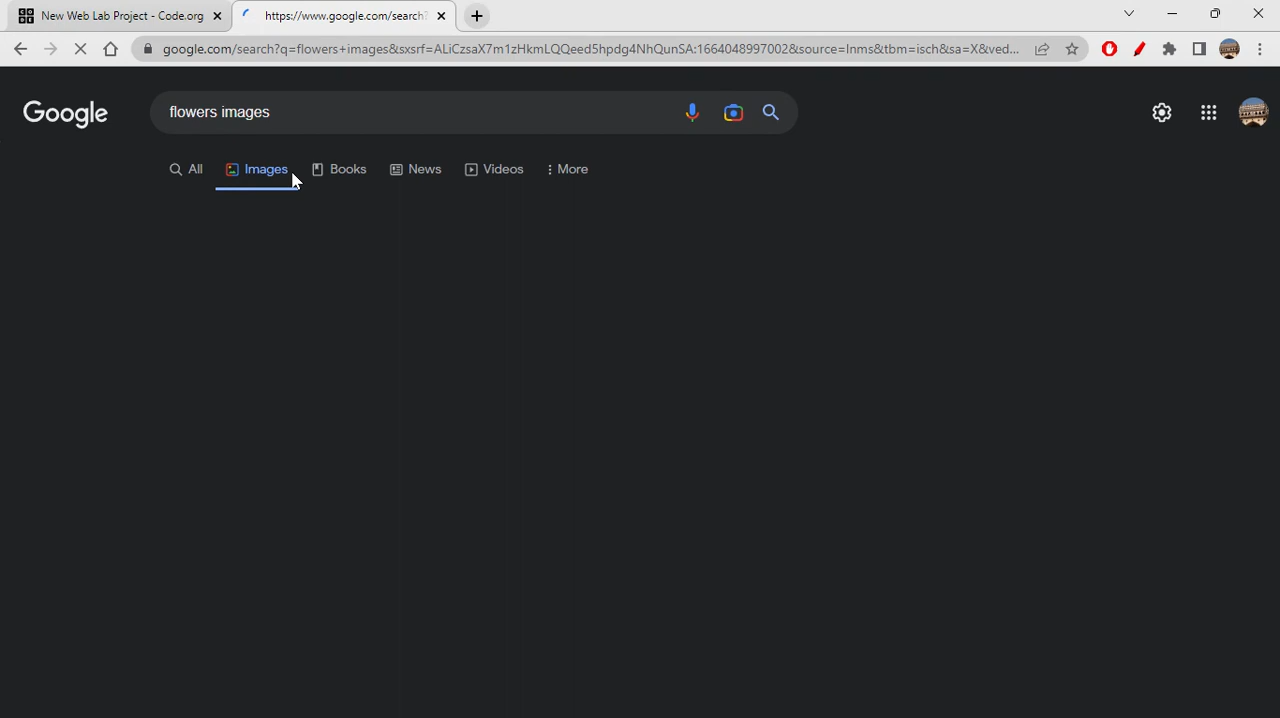 New Web Lab Project - Code.org
https://www.google.com/search?
google.com/search?q=flowers+images&sxsrf=ALiCzsaX7m1zHkmLQQeed5hpdg4NhQunSA:1664048997002&source=lnms&tbm=isch&sa=X&ved...
Google
flowers images
All
Images
Books
News
Videos
More